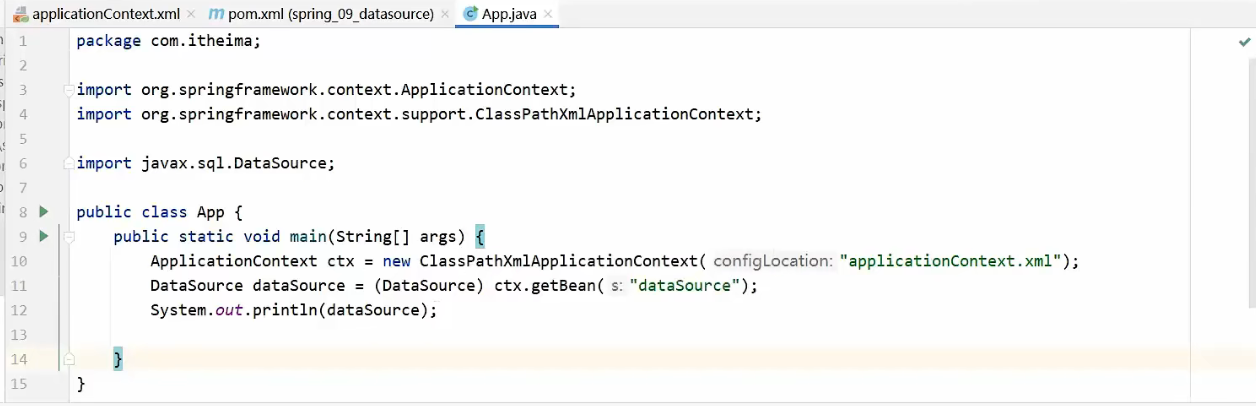 applicationContext.xml × pom.xml (spring_09_datasource) × App.java ×
1 package com.itheima;
2
3 import org.springframework.context.ApplicationContext;
4 import org.springframework.context.support.ClassPathXmlApplicationContext;
5
6 import javax.sql.DataSource;
7
8 public class App {
9 public static void main(String[] args) {
10 ApplicationContext ctx = new ClassPathXmlApplicationContext( configLocation: "applicationContext.xml");
11 DataSource dataSource = (DataSource) ctx.getBean( s: "dataSource");
12 System.out.println(dataSource);
13
14 }
15 }